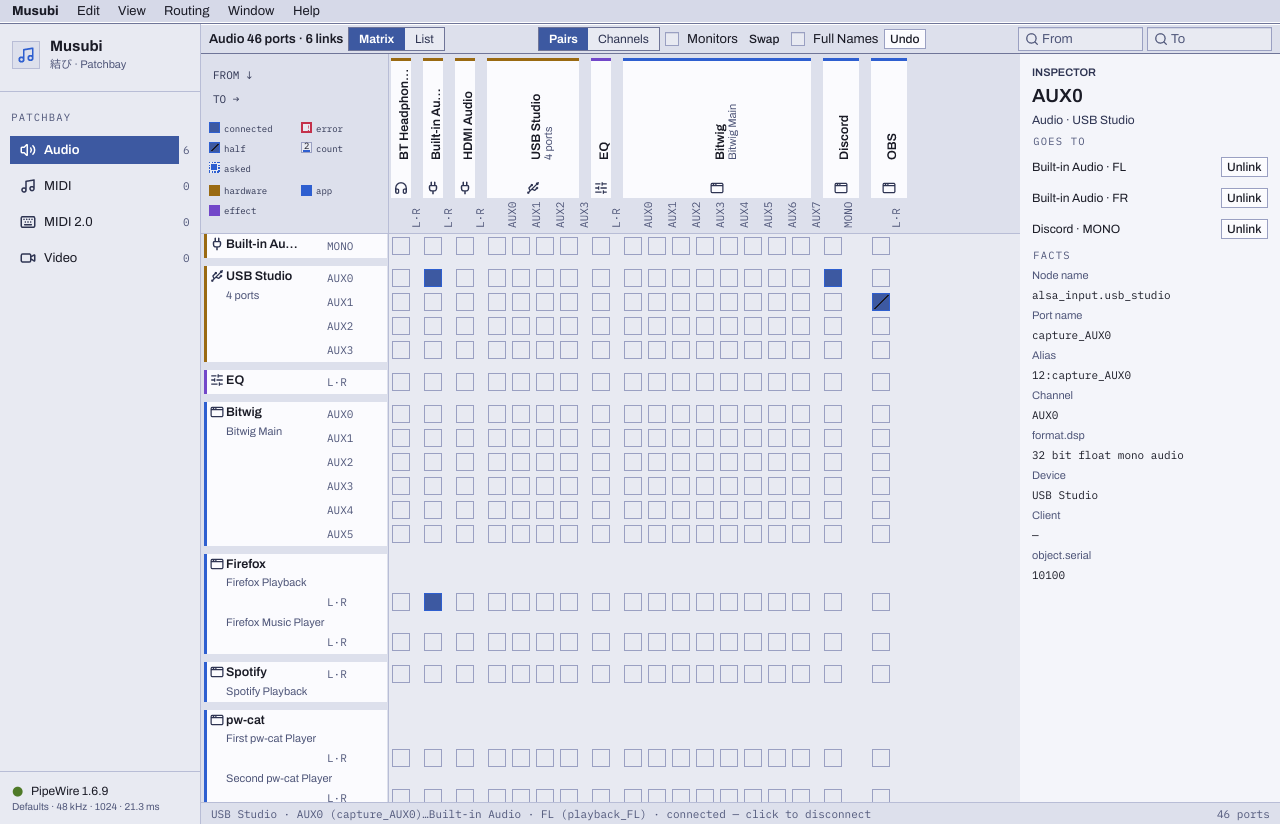 Musubi Edit View Routing Window Help
Musubi
結び · Patchbay
PATCHBAY
Audio 6
MIDI 0
MIDI 2.0 0
Video 0
PipeWire 1.6.9
Defaults · 48 kHz · 1024 · 21.3 ms
Audio 46 ports · 6 links Matrix List Pairs Channels Monitors Swap Full Names Undo From To
FROM ↓
TO →
connected error
half 2 count
asked
hardware app
effect
BT Headphon…
Built-in Au…
HDMI Audio
USB Studio
4 ports
EQ
Bitwig
Bitwig Main
Discord
OBS
L·R L·R L·R AUX0 AUX1 AUX2 AUX3 L·R AUX0 AUX1 AUX2 AUX3 AUX4 AUX5 AUX6 AUX7 MONO L·R
Built-in Au… MONO
USB Studio AUX0
4 ports AUX1
AUX2
AUX3
EQ L·R
Bitwig AUX0
Bitwig Main AUX1
AUX2
AUX3
AUX4
AUX5
Firefox
Firefox Playback
L·R
Firefox Music Player
L·R
Spotify L·R
Spotify Playback
pw-cat
First pw-cat Player
L·R
Second pw-cat Player
L·R
INSPECTOR
AUX0
Audio · USB Studio
GOES TO
Built-in Audio · FL Unlink
Built-in Audio · FR Unlink
Discord · MONO Unlink
FACTS
Node name
alsa_input.usb_studio
Port name
capture_AUX0
Alias
12:capture_AUX0
Channel
AUX0
format.dsp
32 bit float mono audio
Device
USB Studio
Client
—
object.serial
10100
USB Studio · AUX0 (capture_AUX0)…Built-in Audio · FL (playback_FL) · connected — click to disconnect 46 ports